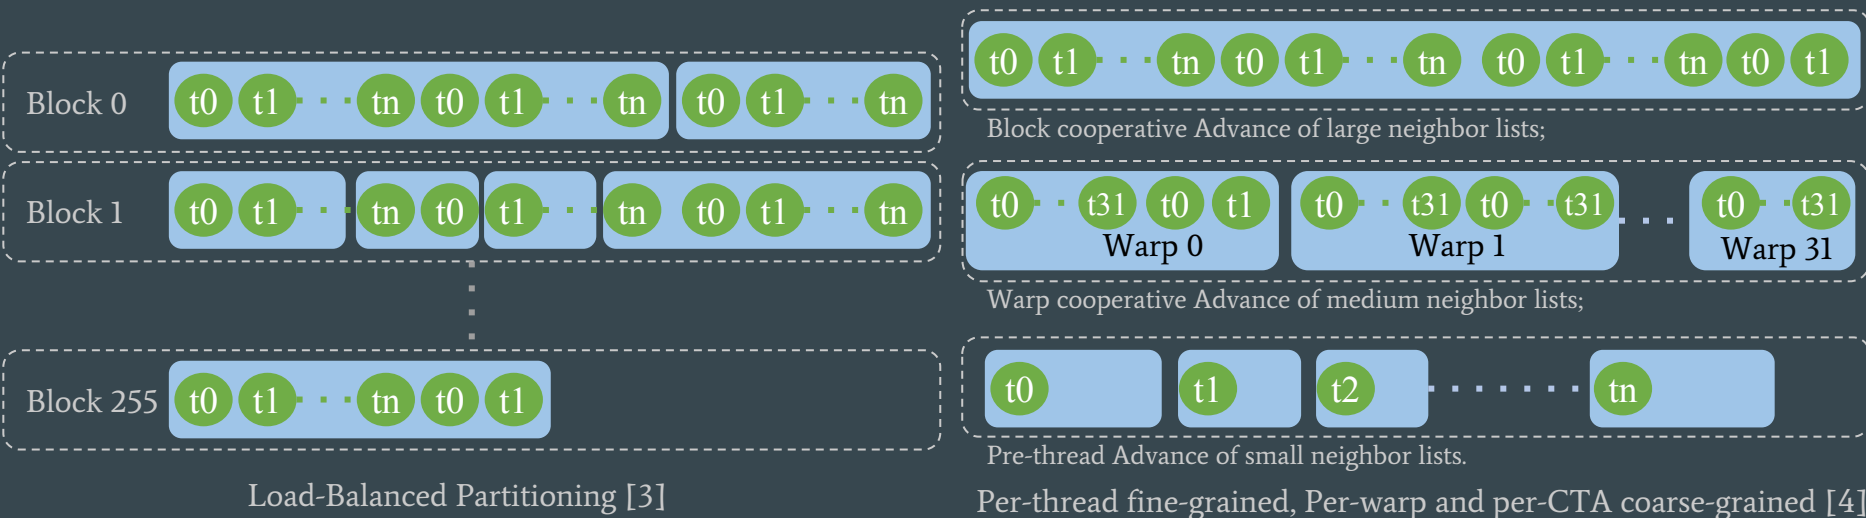 Block 0 t0 t1 tn t0 t1 tn t0 t1 tn
Block 1 t0 t1 tn t0 t1 tn t0 t1 tn
Block 255 t0 t1 tn t0 t1
Load-Balanced Partitioning [3]
t0 t1 tn t0 t1 tn t0 t1 tn t0 t1
Block cooperative Advance of large neighbor lists;
t0 t31 t0 t1 t0 t31 t0 t31 t0 t31
Warp 0 Warp 1 Warp 31
Warp cooperative Advance of medium neighbor lists;
t0 t1 t2 tn
Pre-thread Advance of small neighbor lists.
Per-thread fine-grained, Per-warp and per-CTA coarse-grained [4]